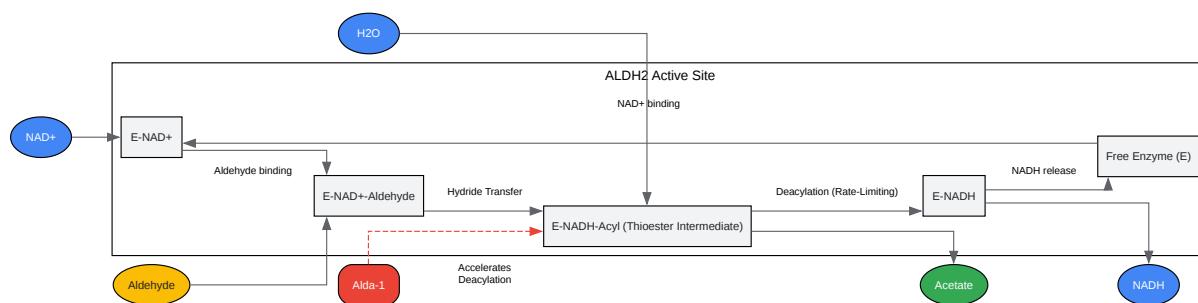 H2O
ALDH2 Active Site
NAD+ binding
NAD+
E-NAD+
Free Enzyme (E)
Aldehyde binding
NADH release
E-NAD+-Aldehyde
Hydride Transfer
Deacylation (Rate-Limiting)
E-NADH
E-NADH-Acyl (Thioester Intermediate)
Accelerates
Deacylation
Aldehyde
Alda-1
Acetate
NADH